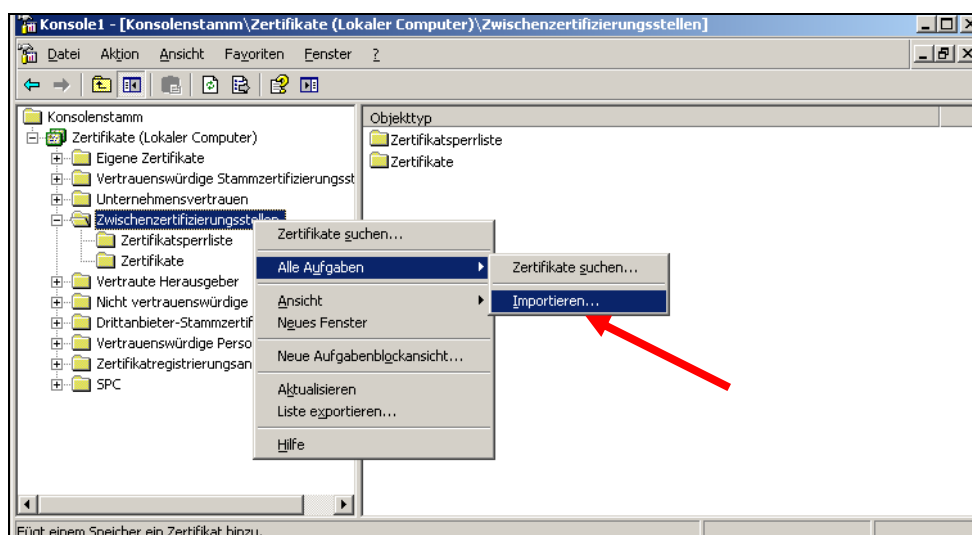 Konsole1 - [Konsolenstamm\Zertifikate (Lokaler Computer)\Zwischenzertifizierungsstellen]
Datei Aktion Ansicht Favoriten Fenster ?
Konsolenstamm
Zertifikate (Lokaler Computer)
Eigene Zertifikate
Vertrauenswürdige Stammzertifizierungsst
Unternehmensvertrauen
Zwischenzertifizierungsstellen
Zertifikatsperrliste
Zertifikate
Vertraute Herausgeber
Nicht vertrauenswürdige
Drittanbieter-Stammzertif
Vertrauenswürdige Perso
Zertifikatregistrierungsan
SPC
Objekttyp
Zertifikatsperrliste
Zertifikate
Zertifikate suchen...
Alle Aufgaben
Ansicht
Neues Fenster
Neue Aufgabenblockansicht...
Aktualisieren
Liste exportieren...
Hilfe
Zertifikate suchen...
Importieren...
Fügt einem Speicher ein Zertifikat hinzu.